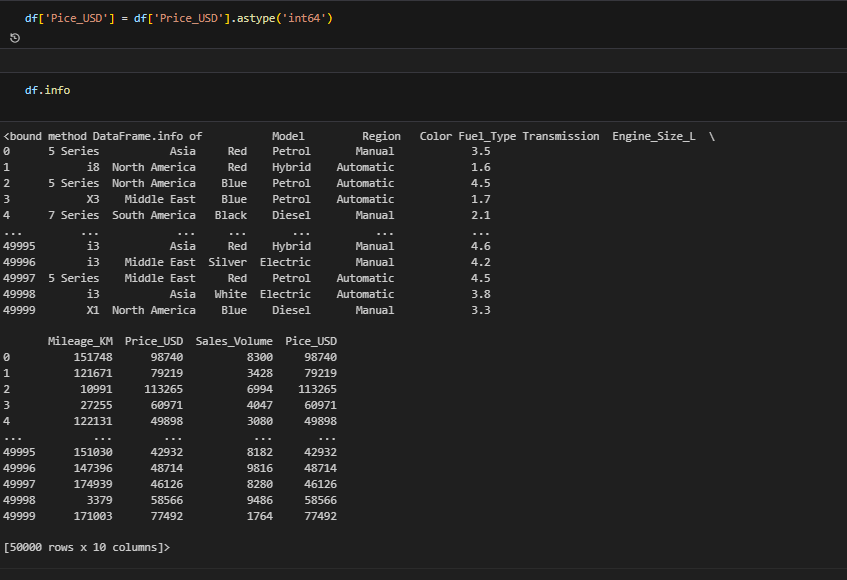 df['Pice_USD'] = df['Price_USD'].astype('int64')
df.info
<bound method DataFrame.info of           Model         Region   Color Fuel_Type Transmission  Engine_Size_L  \
0      5 Series           Asia     Red    Petrol       Manual            3.5
1            i8  North America     Red    Hybrid    Automatic            1.6
2      5 Series  North America    Blue    Petrol    Automatic            4.5
3            X3    Middle East    Blue    Petrol    Automatic            1.7
4      7 Series  South America   Black    Diesel       Manual            2.1
...         ...            ...     ...       ...          ...            ...
49995        i3           Asia     Red    Hybrid       Manual            4.6
49996        i3    Middle East  Silver  Electric       Manual            4.2
49997  5 Series    Middle East     Red    Petrol    Automatic            4.5
49998        i3           Asia   White  Electric    Automatic            3.8
49999        X1  North America    Blue    Diesel       Manual            3.3
       Mileage_KM  Price_USD  Sales_Volume  Pice_USD
0          151748      98740          8300     98740
1          121671      79219          3428     79219
2           10991     113265          6994    113265
3           27255      60971          4047     60971
4          122131      49898          3080     49898
...           ...        ...           ...       ...
49995      151030      42932          8182     42932
49996      147396      48714          9816     48714
49997      174939      46126          8280     46126
49998        3379      58566          9486     58566
49999      171003      77492          1764     77492
[50000 rows x 10 columns]>